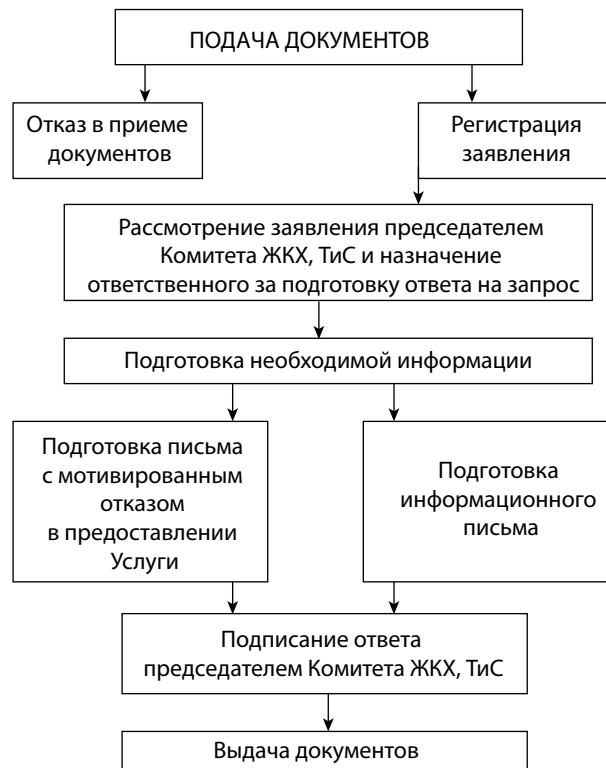 ПОДАЧА ДОКУМЕНТОВ
Отказ в приеме
документов
Регистрация
заявления
Рассмотрение заявления председателем
Комитета ЖКХ, ТиС и назначение
ответственного за подготовку ответа на запрос
Подготовка необходимой информации
Подготовка письма
с мотивированным
отказом
в предоставлении
Услуги
Подготовка
информационного
письма
Подписание ответа
председателем Комитета ЖКХ, ТиС
Выдача документов